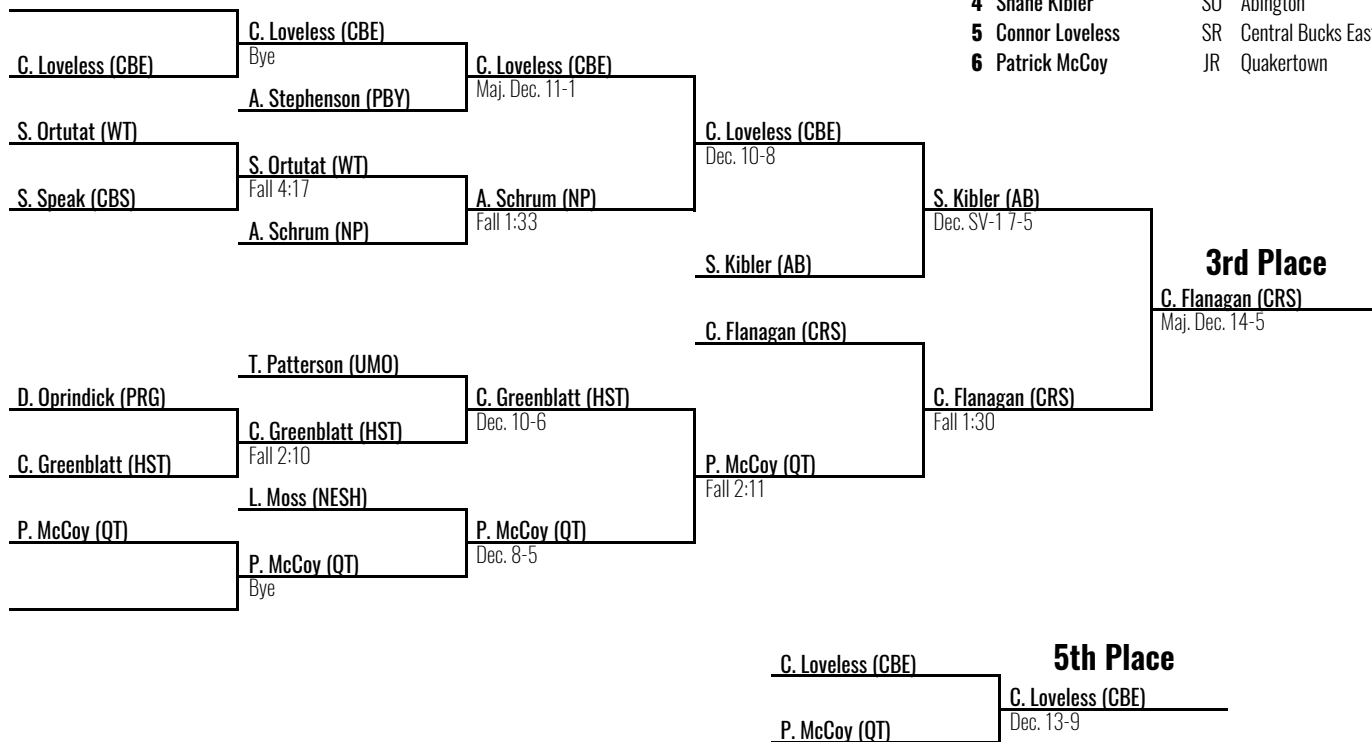 4 Shane Kibler SO Abington
5 Connor Loveless SR Central Bucks Eas
6 Patrick McCoy JR Quakertown
C. Loveless (CBE)
C. Loveless (CBE)
Bye
A. Stephenson (PBY)
C. Loveless (CBE)
Maj. Dec. 11-1
S. Ortutat (WT)
S. Speak (CBS)
S. Ortutat (WT)
Fall 4:17
A. Schrum (NP)
A. Schrum (NP)
Fall 1:33
C. Loveless (CBE)
Dec. 10-8
S. Kibler (AB)
S. Kibler (AB)
Dec. SV-1 7-5
3rd Place
C. Flanagan (CRS)
Maj. Dec. 14-5
C. Flanagan (CRS)
C. Flanagan (CRS)
Fall 1:30
T. Patterson (UMO)
D. Oprindick (PRG)
C. Greenblatt (HST)
C. Greenblatt (HST)
Fall 2:10
C. Greenblatt (HST)
Dec. 10-6
L. Moss (NESH)
P. McCoy (QT)
P. McCoy (QT)
Bye
P. McCoy (QT)
Dec. 8-5
P. McCoy (QT)
Fall 2:11
5th Place
C. Loveless (CBE)
P. McCoy (QT)
C. Loveless (CBE)
Dec. 13-9